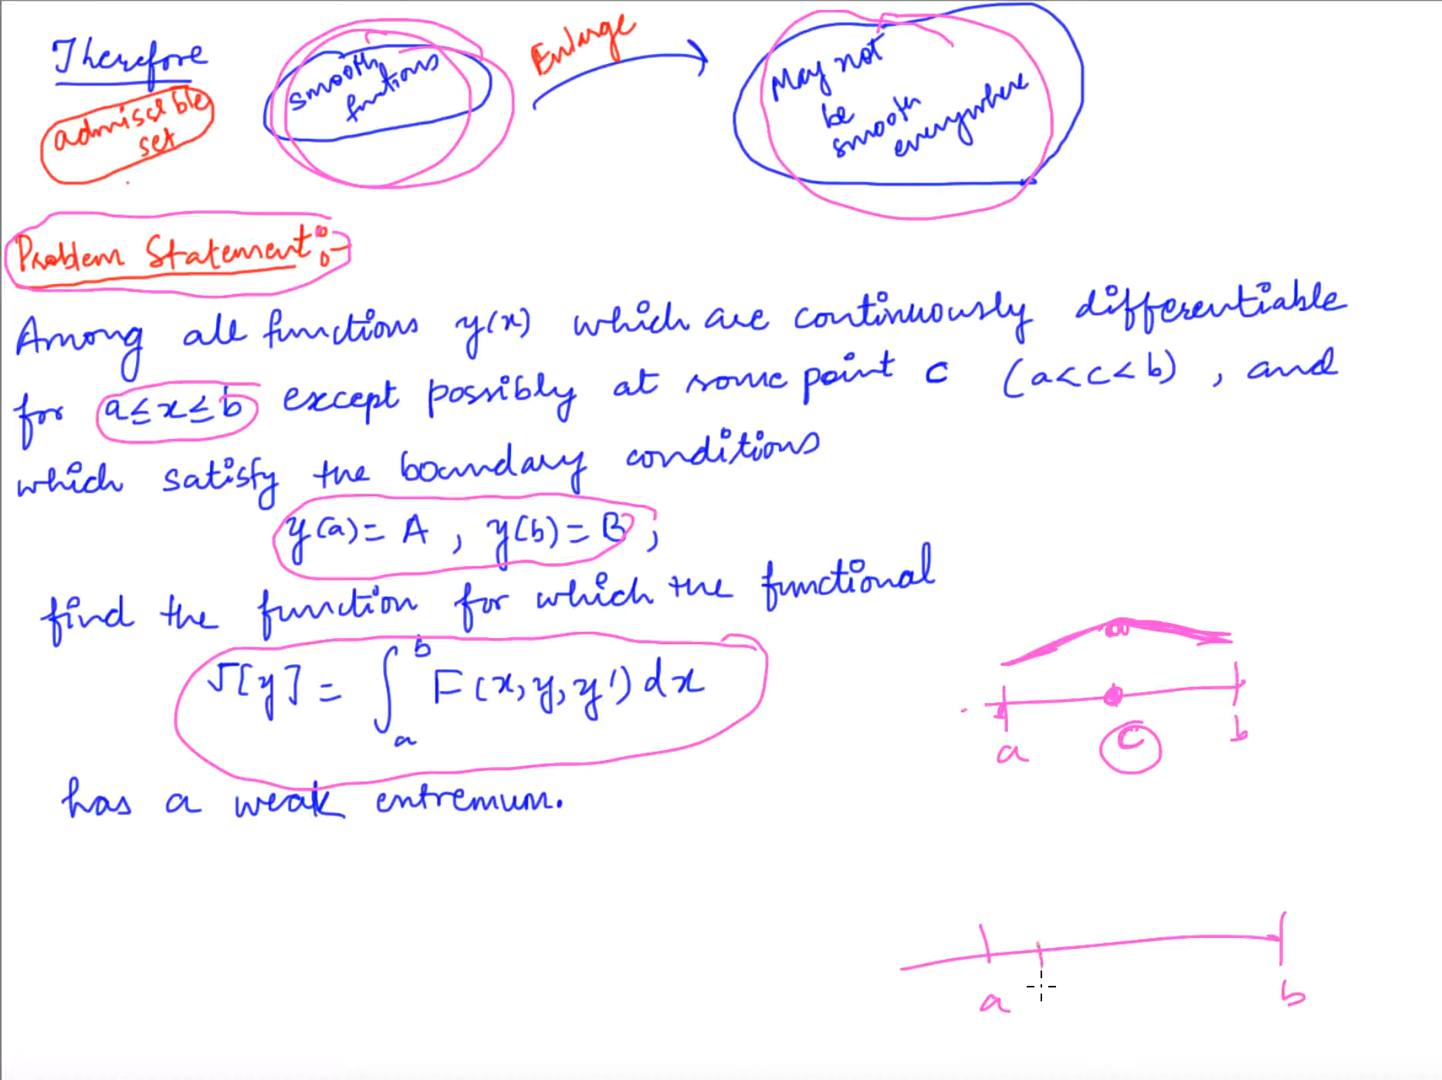 Therefore
admissible set
smooth functions
Enlarge
May not be smooth everywhere
Problem Statement:-
Among all functions y(x) which are continuously differentiable
for a≤x≤b except possibly at some point c (a<c<b), and
which satisfy the boundary conditions
y(a)= A , y(b)= B ;
find the function for which the functional
J[y] = ∫_a^b F(x, y, y') dx
has a weak extremum.
a c b
a b